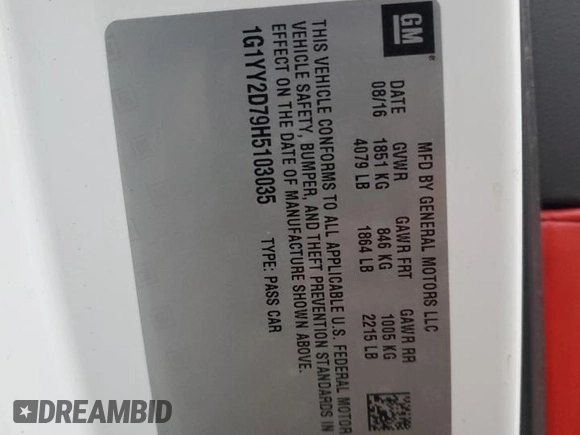 GM
MFD BY GENERAL MOTORS LLC
DATE GVWR GAWR FRT GAWR RR
08/16 1851 KG 846 KG 1005 KG
4079 LB 1864 LB 2215 LB
THIS VEHICLE CONFORMS TO ALL APPLICABLE U.S. FEDERAL MOTOR
VEHICLE SAFETY, BUMPER, AND THEFT PREVENTION STANDARDS IN
EFFECT ON THE DATE OF MANUFACTURE SHOWN ABOVE.
1G1YY2D79H5103035 TYPE: PASS CAR
DREAMBID